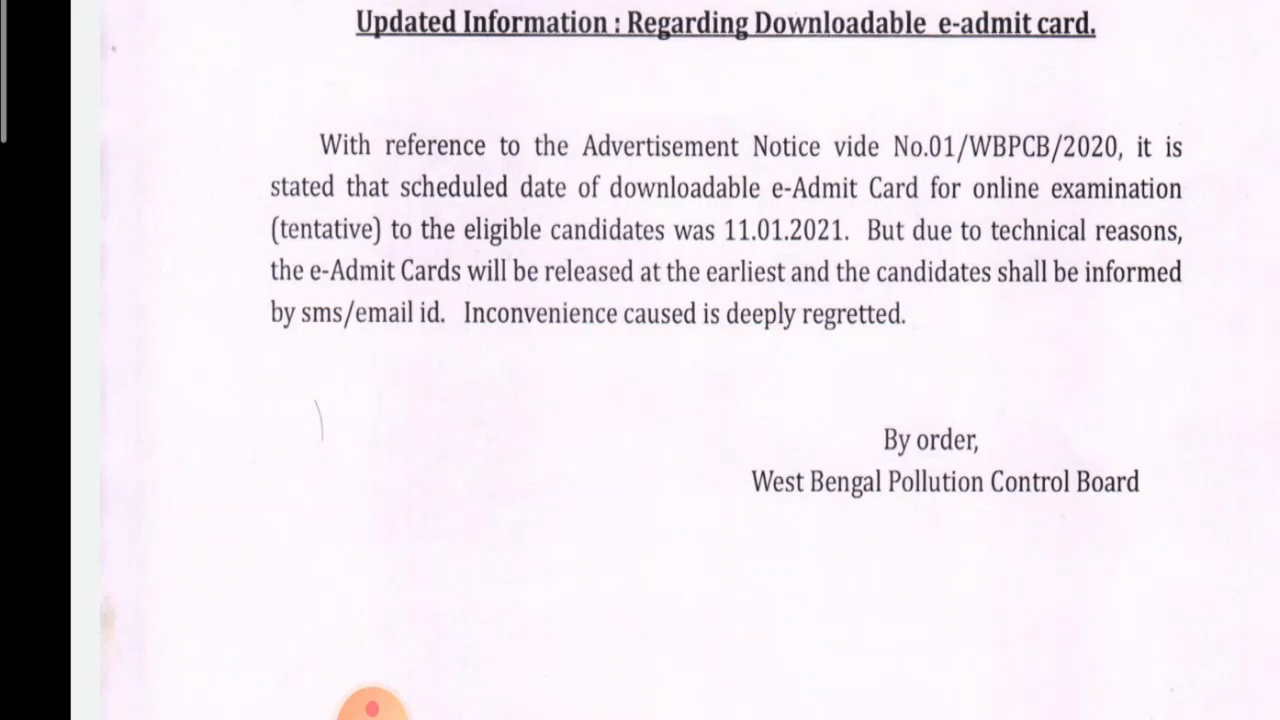 Updated Information : Regarding Downloadable e-admit card.
With reference to the Advertisement Notice vide No.01/WBPCB/2020, it is
stated that scheduled date of downloadable e-Admit Card for online examination
(tentative) to the eligible candidates was 11.01.2021. But due to technical reasons,
the e-Admit Cards will be released at the earliest and the candidates shall be informed
by sms/email id. Inconvenience caused is deeply regretted.
By order,
West Bengal Pollution Control Board